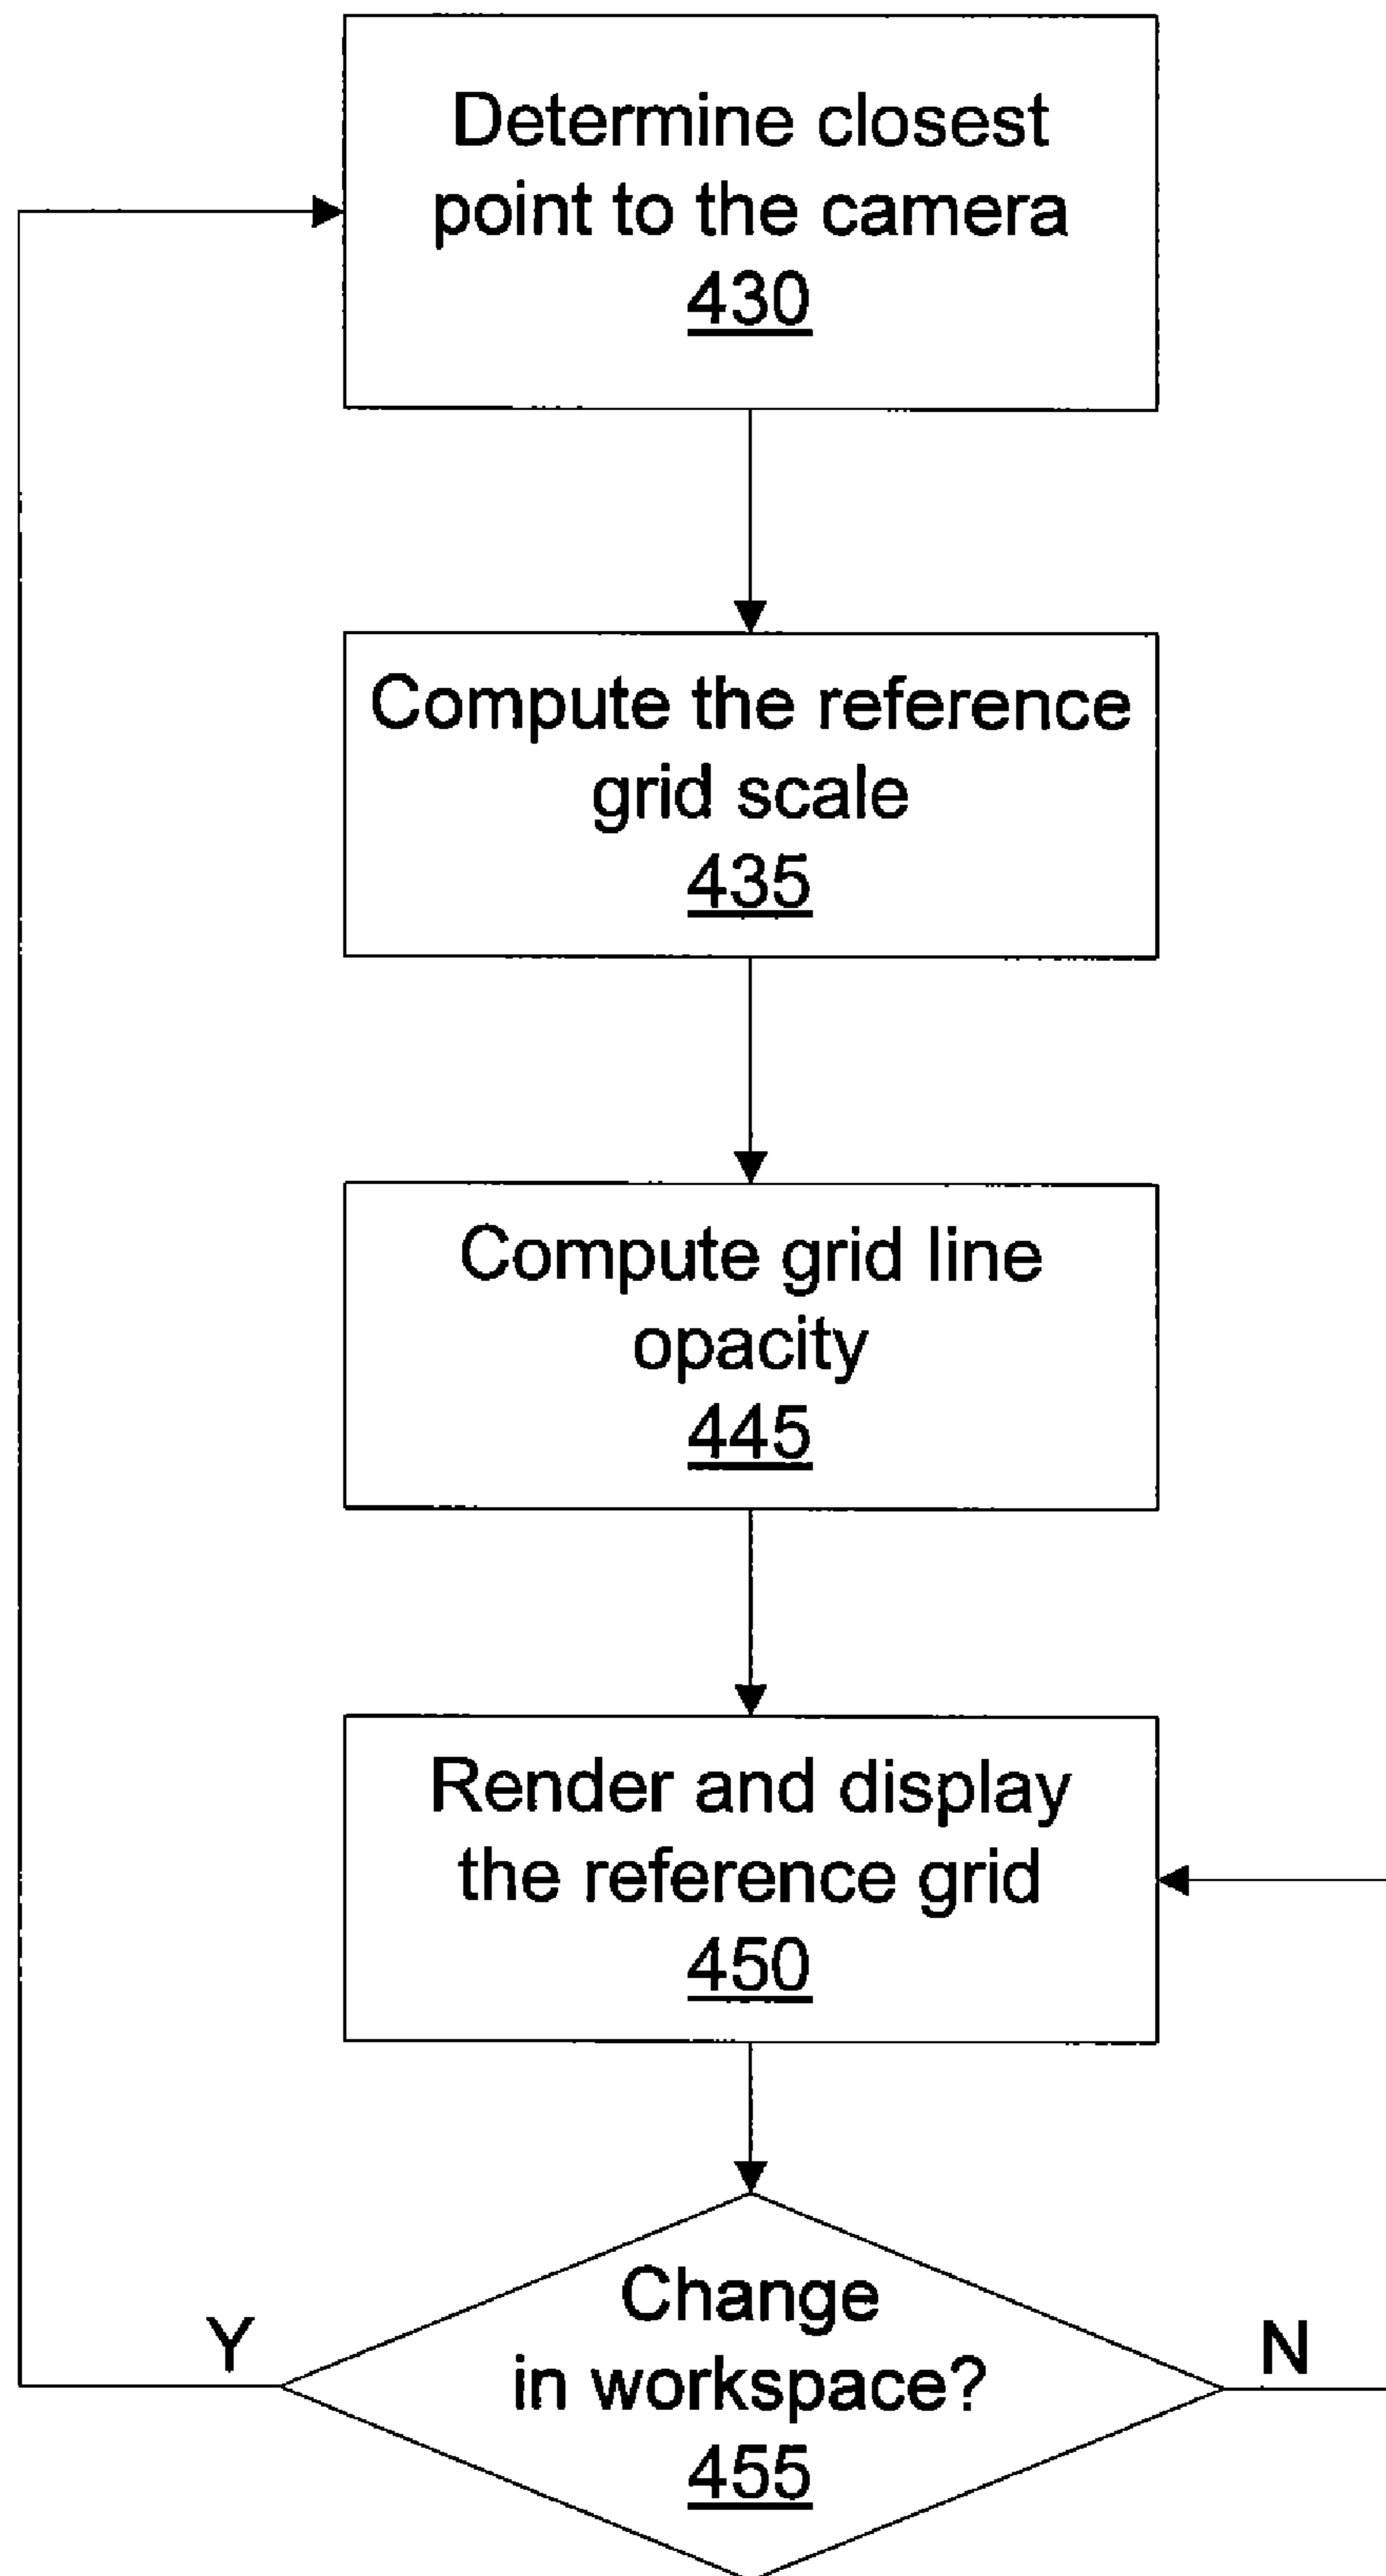 Determine closest
point to the camera
430
Compute the reference
grid scale
435
Compute grid line
opacity
445
Render and display
the reference grid
450
Change
in workspace?
455
Y
N